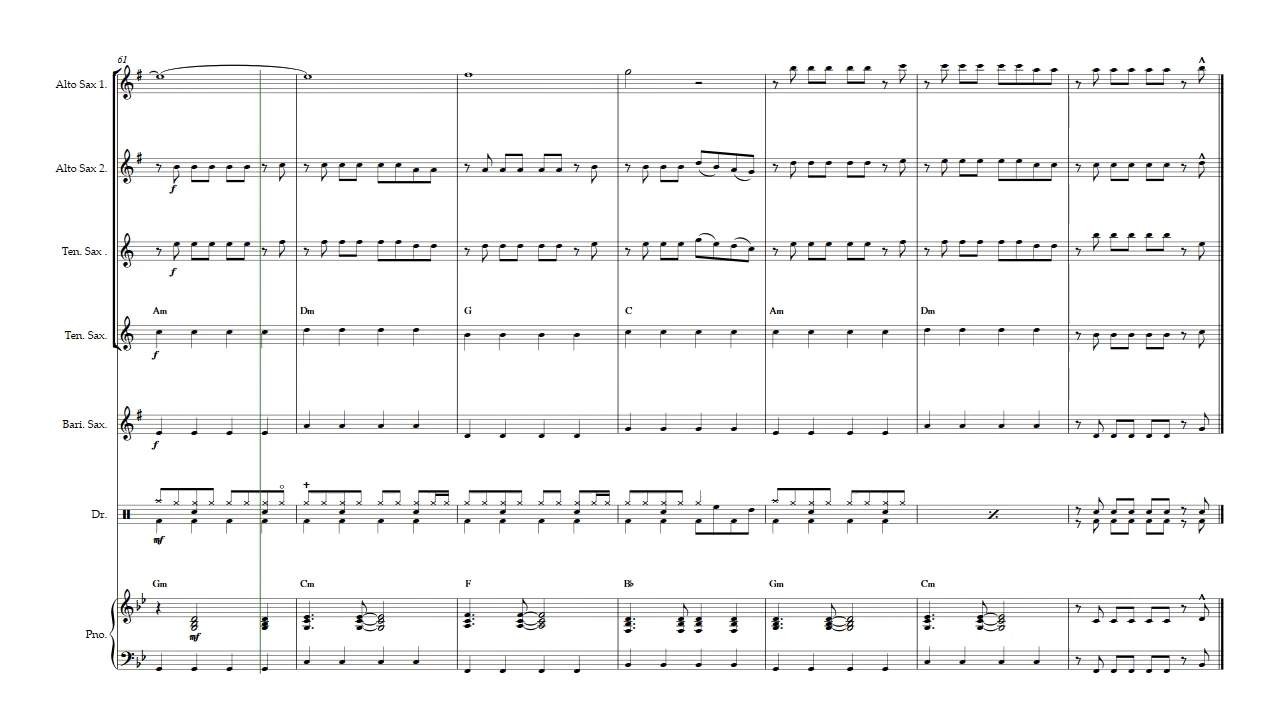 61
Alto Sax 1.
Alto Sax 2.
f
Ten. Sax .
f
Am Dm G C Am Dm
Ten. Sax.
f
Bari. Sax.
f
Dr.
mf
Gm Cm F B♭ Gm Cm
Pno.
mf